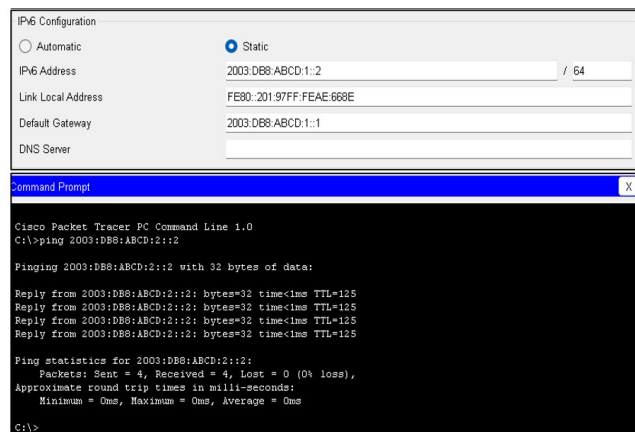 IPv6 Configuration
Automatic
Static
IPv6 Address
2003:DB8:ABCD:1::2
/ 64
Link Local Address
FE80::201:97FF:FEAE:668E
Default Gateway
2003:DB8:ABCD:1::1
DNS Server
Command Prompt
X
Cisco Packet Tracer PC Command Line 1.0
C:\>ping 2003:DB8:ABCD:2::2
Pinging 2003:DB8:ABCD:2::2 with 32 bytes of data:
Reply from 2003:DB8:ABCD:2::2: bytes=32 time<1ms TTL=125
Reply from 2003:DB8:ABCD:2::2: bytes=32 time<1ms TTL=125
Reply from 2003:DB8:ABCD:2::2: bytes=32 time<1ms TTL=125
Reply from 2003:DB8:ABCD:2::2: bytes=32 time<1ms TTL=125
Ping statistics for 2003:DB8:ABCD:2::2:
Packets: Sent = 4, Received = 4, Lost = 0 (0% loss),
Approximate round trip times in milli-seconds:
Minimum = 0ms, Maximum = 0ms, Average = 0ms
C:\>